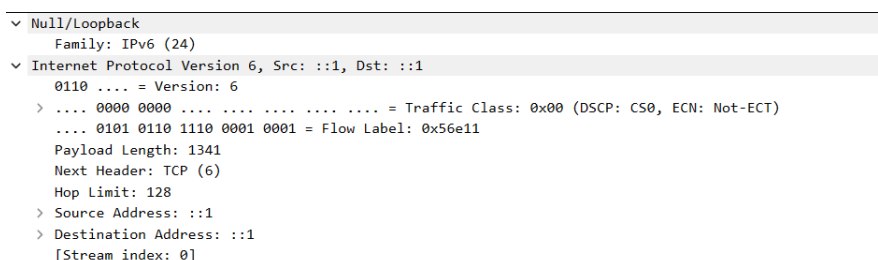 Null/Loopback
Family: IPv6 (24)
Internet Protocol Version 6, Src: ::1, Dst: ::1
0110 .... = Version: 6
.... 0000 0000 .... .... .... .... .... = Traffic Class: 0x00 (DSCP: CS0, ECN: Not-ECT)
.... 0101 0110 1110 0001 0001 = Flow Label: 0x56e11
Payload Length: 1341
Next Header: TCP (6)
Hop Limit: 128
Source Address: ::1
Destination Address: ::1
[Stream index: 0]